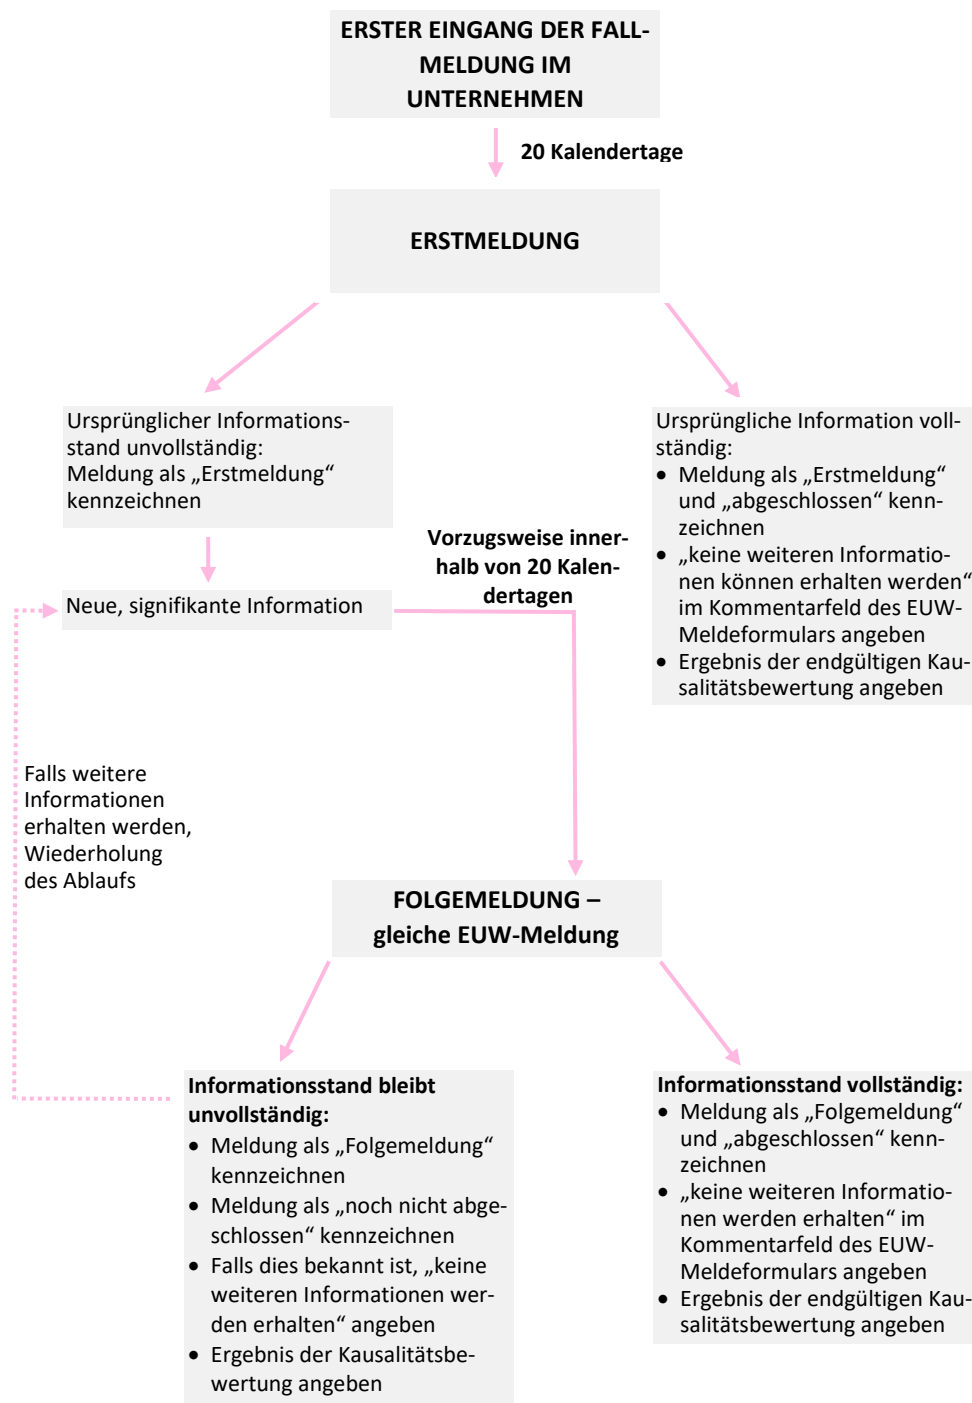 ERSTER EINGANG DER FALL-
MELDUNG IM
UNTERNEHMEN
20 Kalendertage
ERSTMELDUNG
Ursprünglicher Informations-
stand unvollständig:
Meldung als „Erstmeldung“
kennzeichnen
Ursprüngliche Information voll-
ständig:
• Meldung als „Erstmeldung“
und „abgeschlossen“ kenn-
zeichnen
• „keine weiteren Informatio-
nen können erhalten werden“
im Kommentarfeld des EUW-
Meldeformulars angeben
• Ergebnis der endgültigen Kau-
salitätsbewertung angeben
Vorzugsweise inner-
halb von 20 Kalen-
dertagen
Neue, signifikante Information
Falls weitere
Informationen
erhalten werden,
Wiederholung
des Ablaufs
FOLGEMELDUNG –
gleiche EUW-Meldung
Informationsstand bleibt
unvollständig:
• Meldung als „Folgemeldung“
kennzeichnen
• Meldung als „noch nicht abge-
schlossen“ kennzeichnen
• Falls dies bekannt ist, „keine
weiteren Informationen wer-
den erhalten“ angeben
• Ergebnis der Kausalitätsbe-
wertung angeben
Informationsstand vollständig:
• Meldung als „Folgemeldung“
und „abgeschlossen“ kenn-
zeichnen
• „keine weiteren Informatio-
nen werden erhalten“ im
Kommentarfeld des EUW-
Meldeformulars angeben
• Ergebnis der endgültigen Kau-
salitätsbewertung angeben